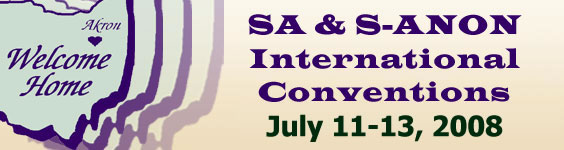 Akron
Welcome
Home
SA & S-ANON
International
Conventions
July 11-13, 2008